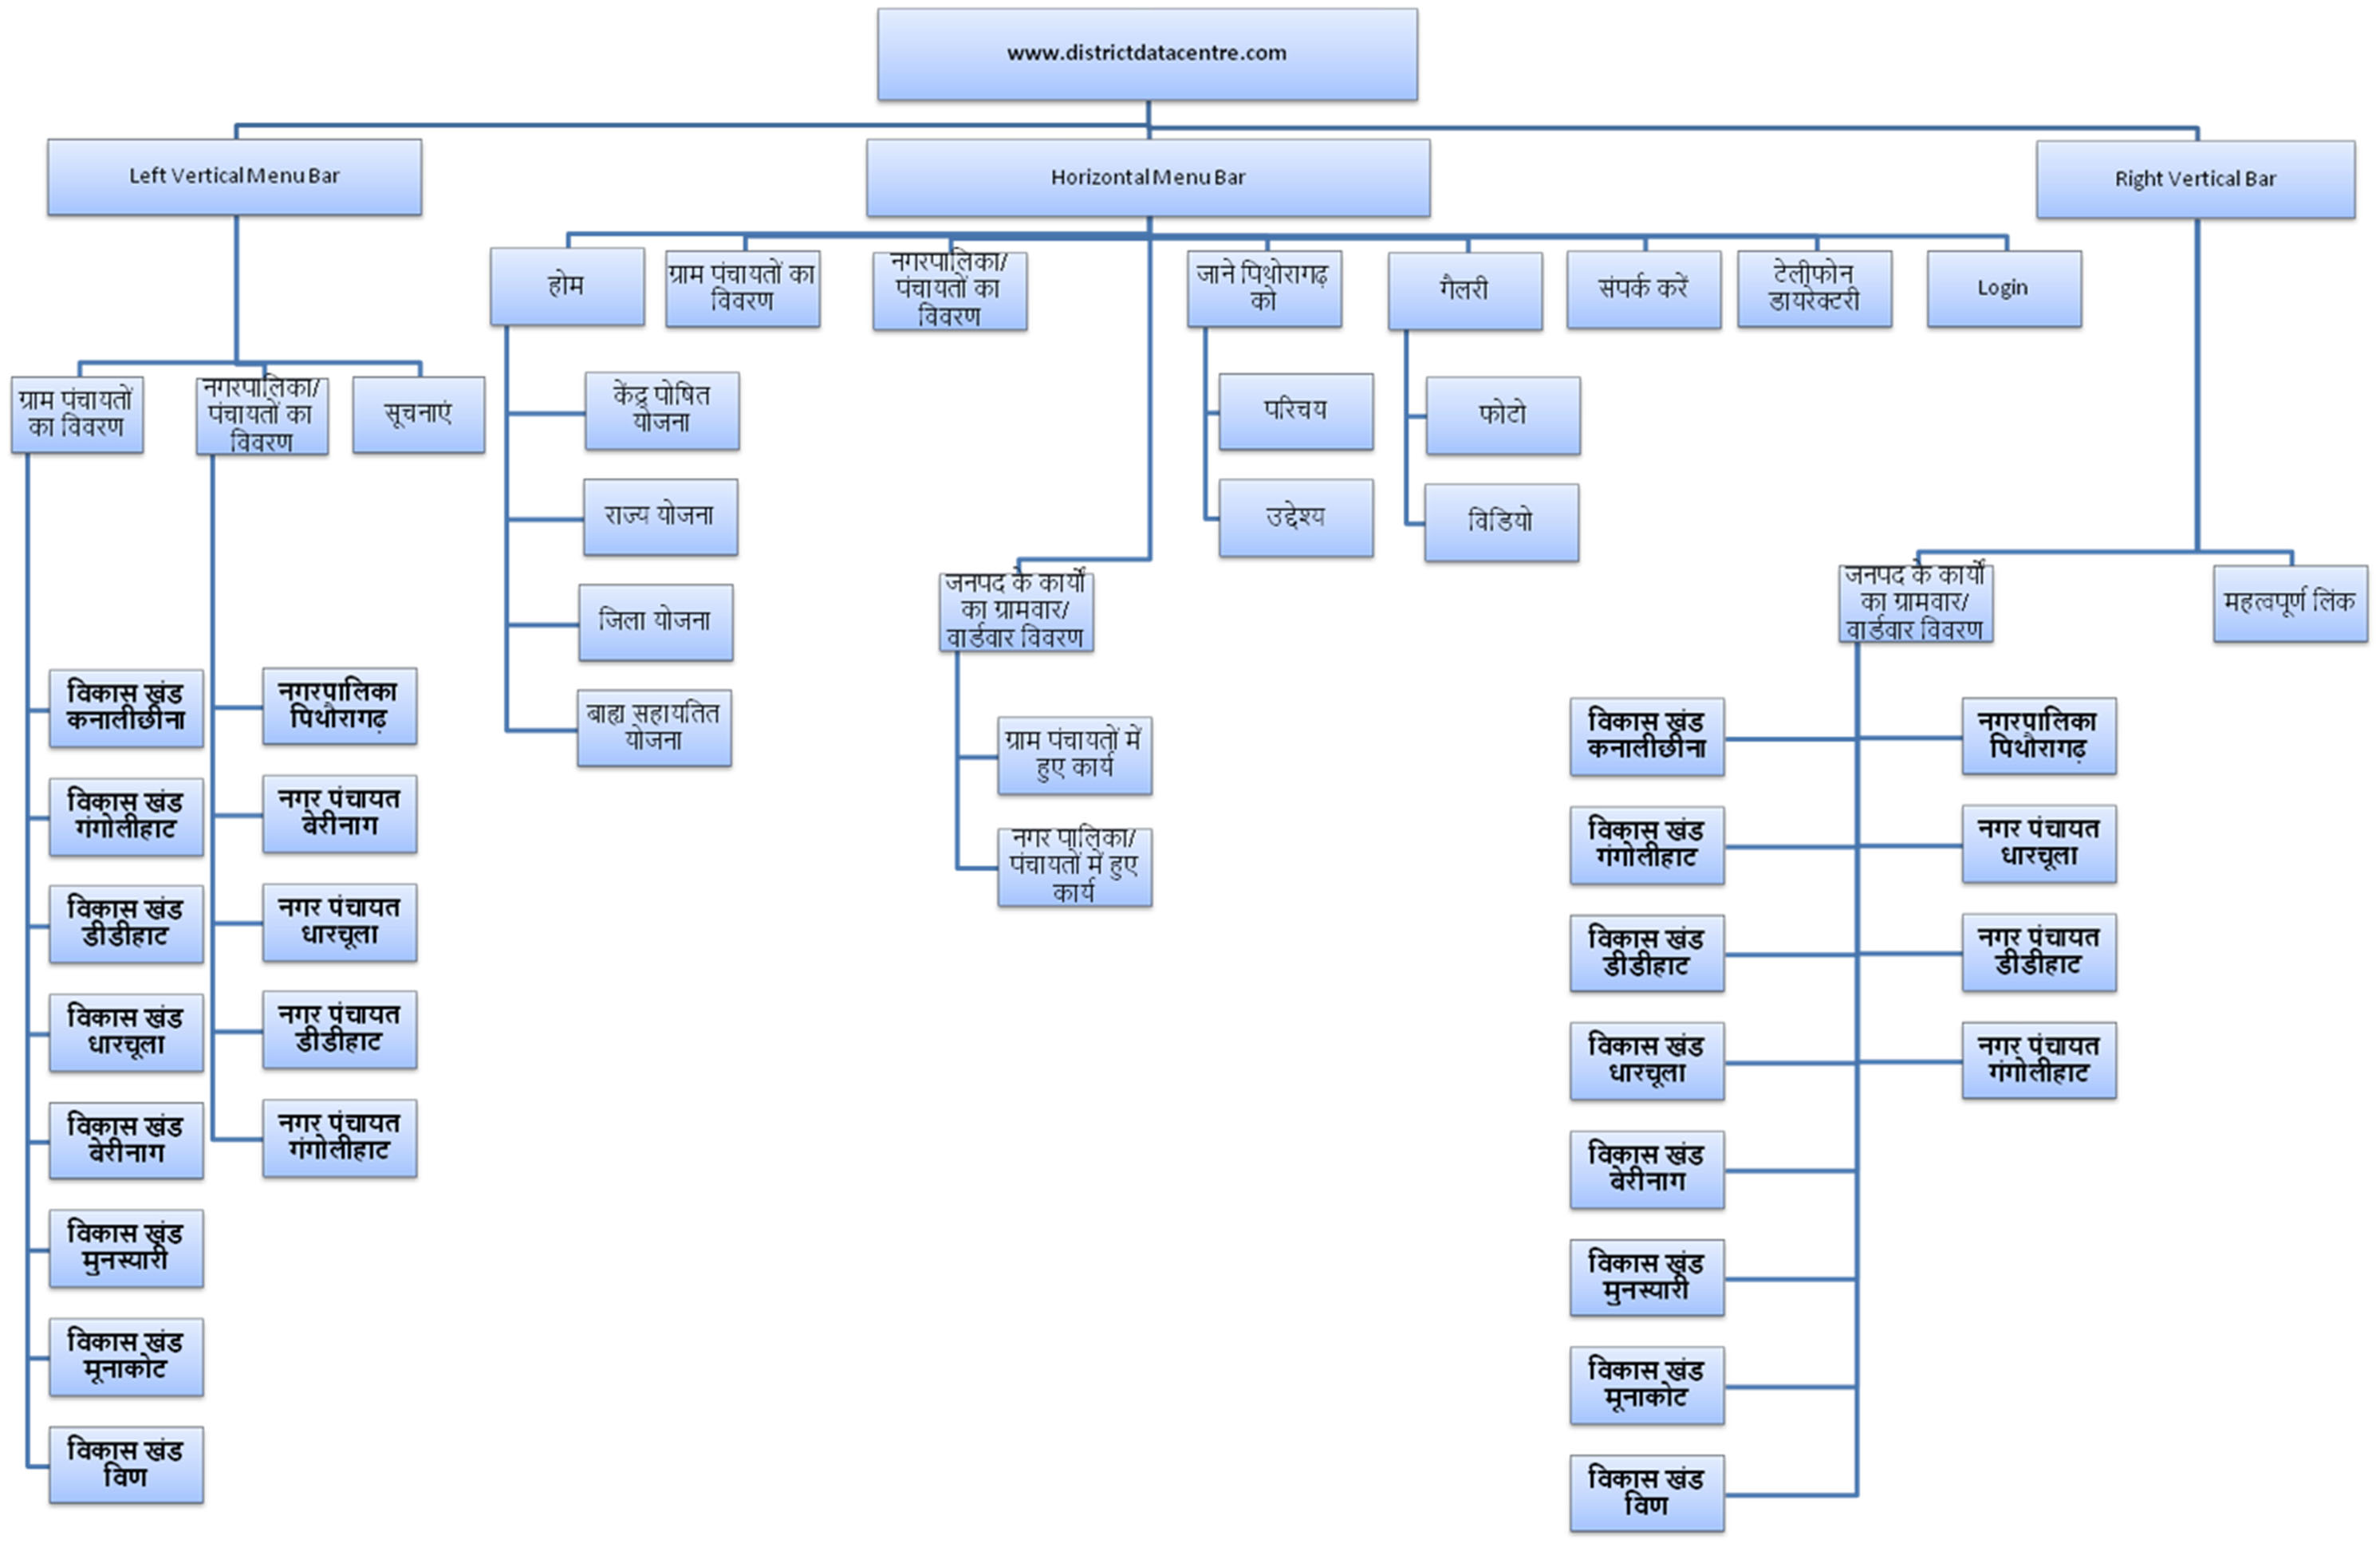 www.districtdatacentre.com
Left Vertical Menu Bar
Horizontal Menu Bar
Right Vertical Bar
होम
ग्राम पंचायतों का
विवरण
नगरपालिका/
पंचायतों का
विवरण
जाने पिथोरागढ़
को
गैलरी
संपर्क करें
टेलीफोन
डायरेक्टरी
Login
ग्राम पंचायतों
का विवरण
नगरपालिका/
पंचायतों का
विवरण
सूचनाएं
केंद्र पोषित
योजना
राज्य योजना
जिला योजना
बाह्य सहायतित
योजना
परिचय
उद्देश्य
फोटो
विडियो
जनपद के कार्यों
का ग्रामवार/
वार्डवार विवरण
ग्राम पंचायतों में
हुए कार्य
नगर पालिका/
पंचायतों में हुए
कार्य
जनपद के कार्यों
का ग्रामवार/
वार्डवार विवरण
महत्वपूर्ण लिंक
विकास खंड
कनालीछीना
विकास खंड
गंगोलीहाट
विकास खंड
डीडीहाट
विकास खंड
धारचूला
विकास खंड
बेरीनाग
विकास खंड
मुनस्यारी
विकास खंड
मूनाकोट
विकास खंड
विण
नगरपालिका
पिथौरागढ़
नगर पंचायत
बेरीनाग
नगर पंचायत
धारचूला
नगर पंचायत
डीडीहाट
नगर पंचायत
गंगोलीहाट
विकास खंड
कनालीछीना
विकास खंड
गंगोलीहाट
विकास खंड
डीडीहाट
विकास खंड
धारचूला
विकास खंड
बेरीनाग
विकास खंड
मुनस्यारी
विकास खंड
मूनाकोट
विकास खंड
विण
नगरपालिका
पिथौरागढ़
नगर पंचायत
धारचूला
नगर पंचायत
डीडीहाट
नगर पंचायत
गंगोलीहाट